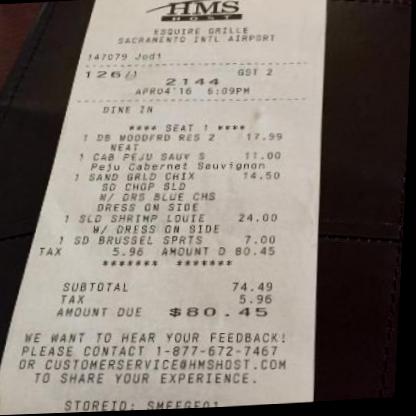 HMS
HOST
ESQUIRE GRILLE
SACRAMENTO INTL AIRPORT
147079 Jodi
126/1 GST 2
2144
APR04'16 6:09PM
DINE IN
**** SEAT 1 ****
1 DB WOODFRD RES 2 17.99
NEAT
1 CAB PEJU SAUV S 11.00
Peju Cabernet Sauvignon
1 SAND GRLD CHIX 14.50
SD CHOP SLD
W/ DRS BLUE CHS
DRESS ON SIDE
1 SLD SHRIMP LOUIE 24.00
W/ DRESS ON SIDE
1 SD BRUSSEL SPRTS 7.00
TAX 5.96 AMOUNT D 80.45
******* *******
SUBTOTAL 74.49
TAX 5.96
AMOUNT DUE $80.45
WE WANT TO HEAR YOUR FEEDBACK!
PLEASE CONTACT 1-877-672-7467
OR CUSTOMERSERVICE@HMSHOST.COM
TO SHARE YOUR EXPERIENCE.
STOREID: